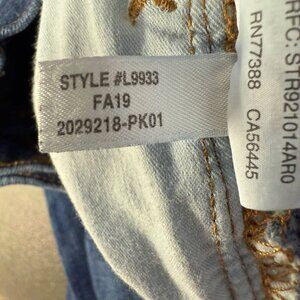 STYLE #L9933
FA19
2029218-PK01
RFC: STR921014AR0
RN77388 CA56445